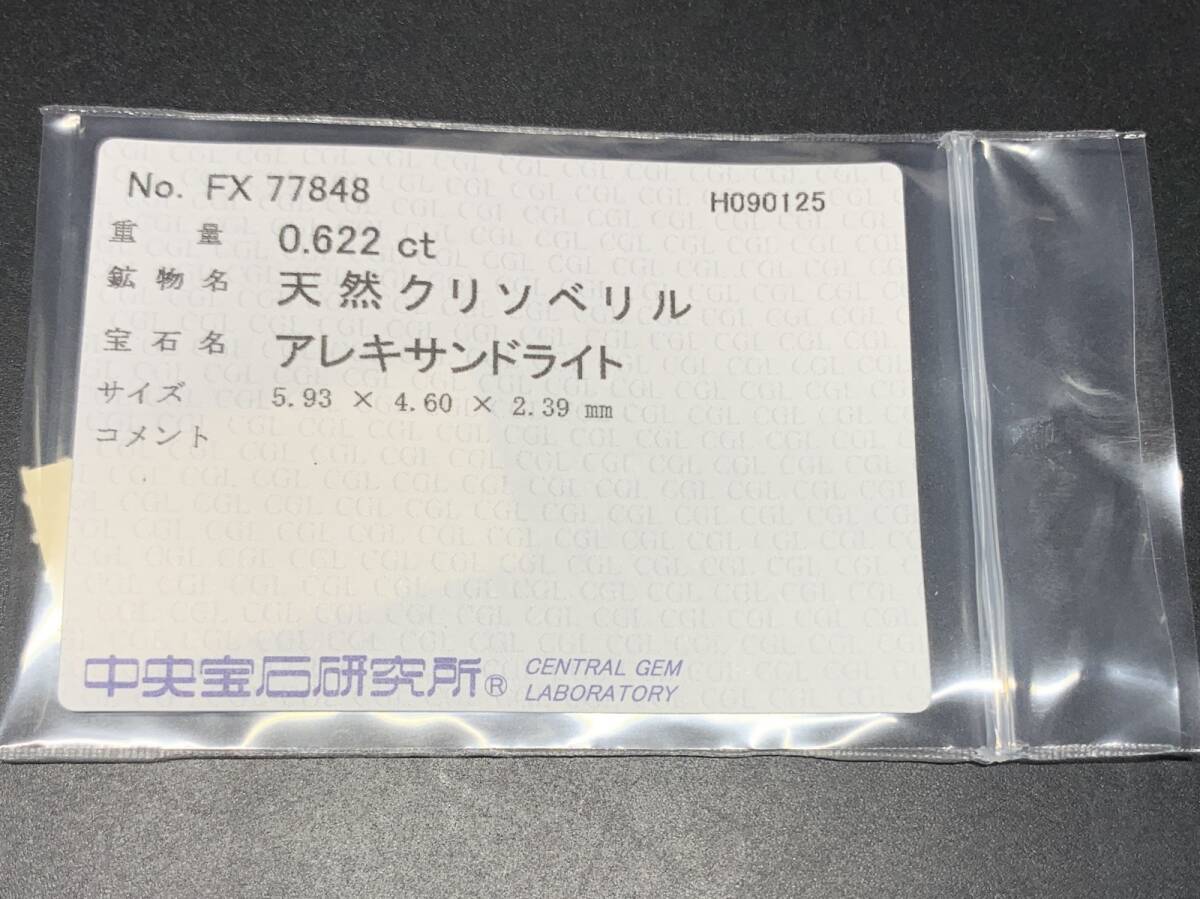 No. FX 77848 H090125
重量 0.622 ct
鉱物名 天然クリソベリル
宝石名 アレキサンドライト
サイズ 5.93 × 4.60 × 2.39 mm
コメント
中央宝石研究所® CENTRAL GEM
LABORATORY